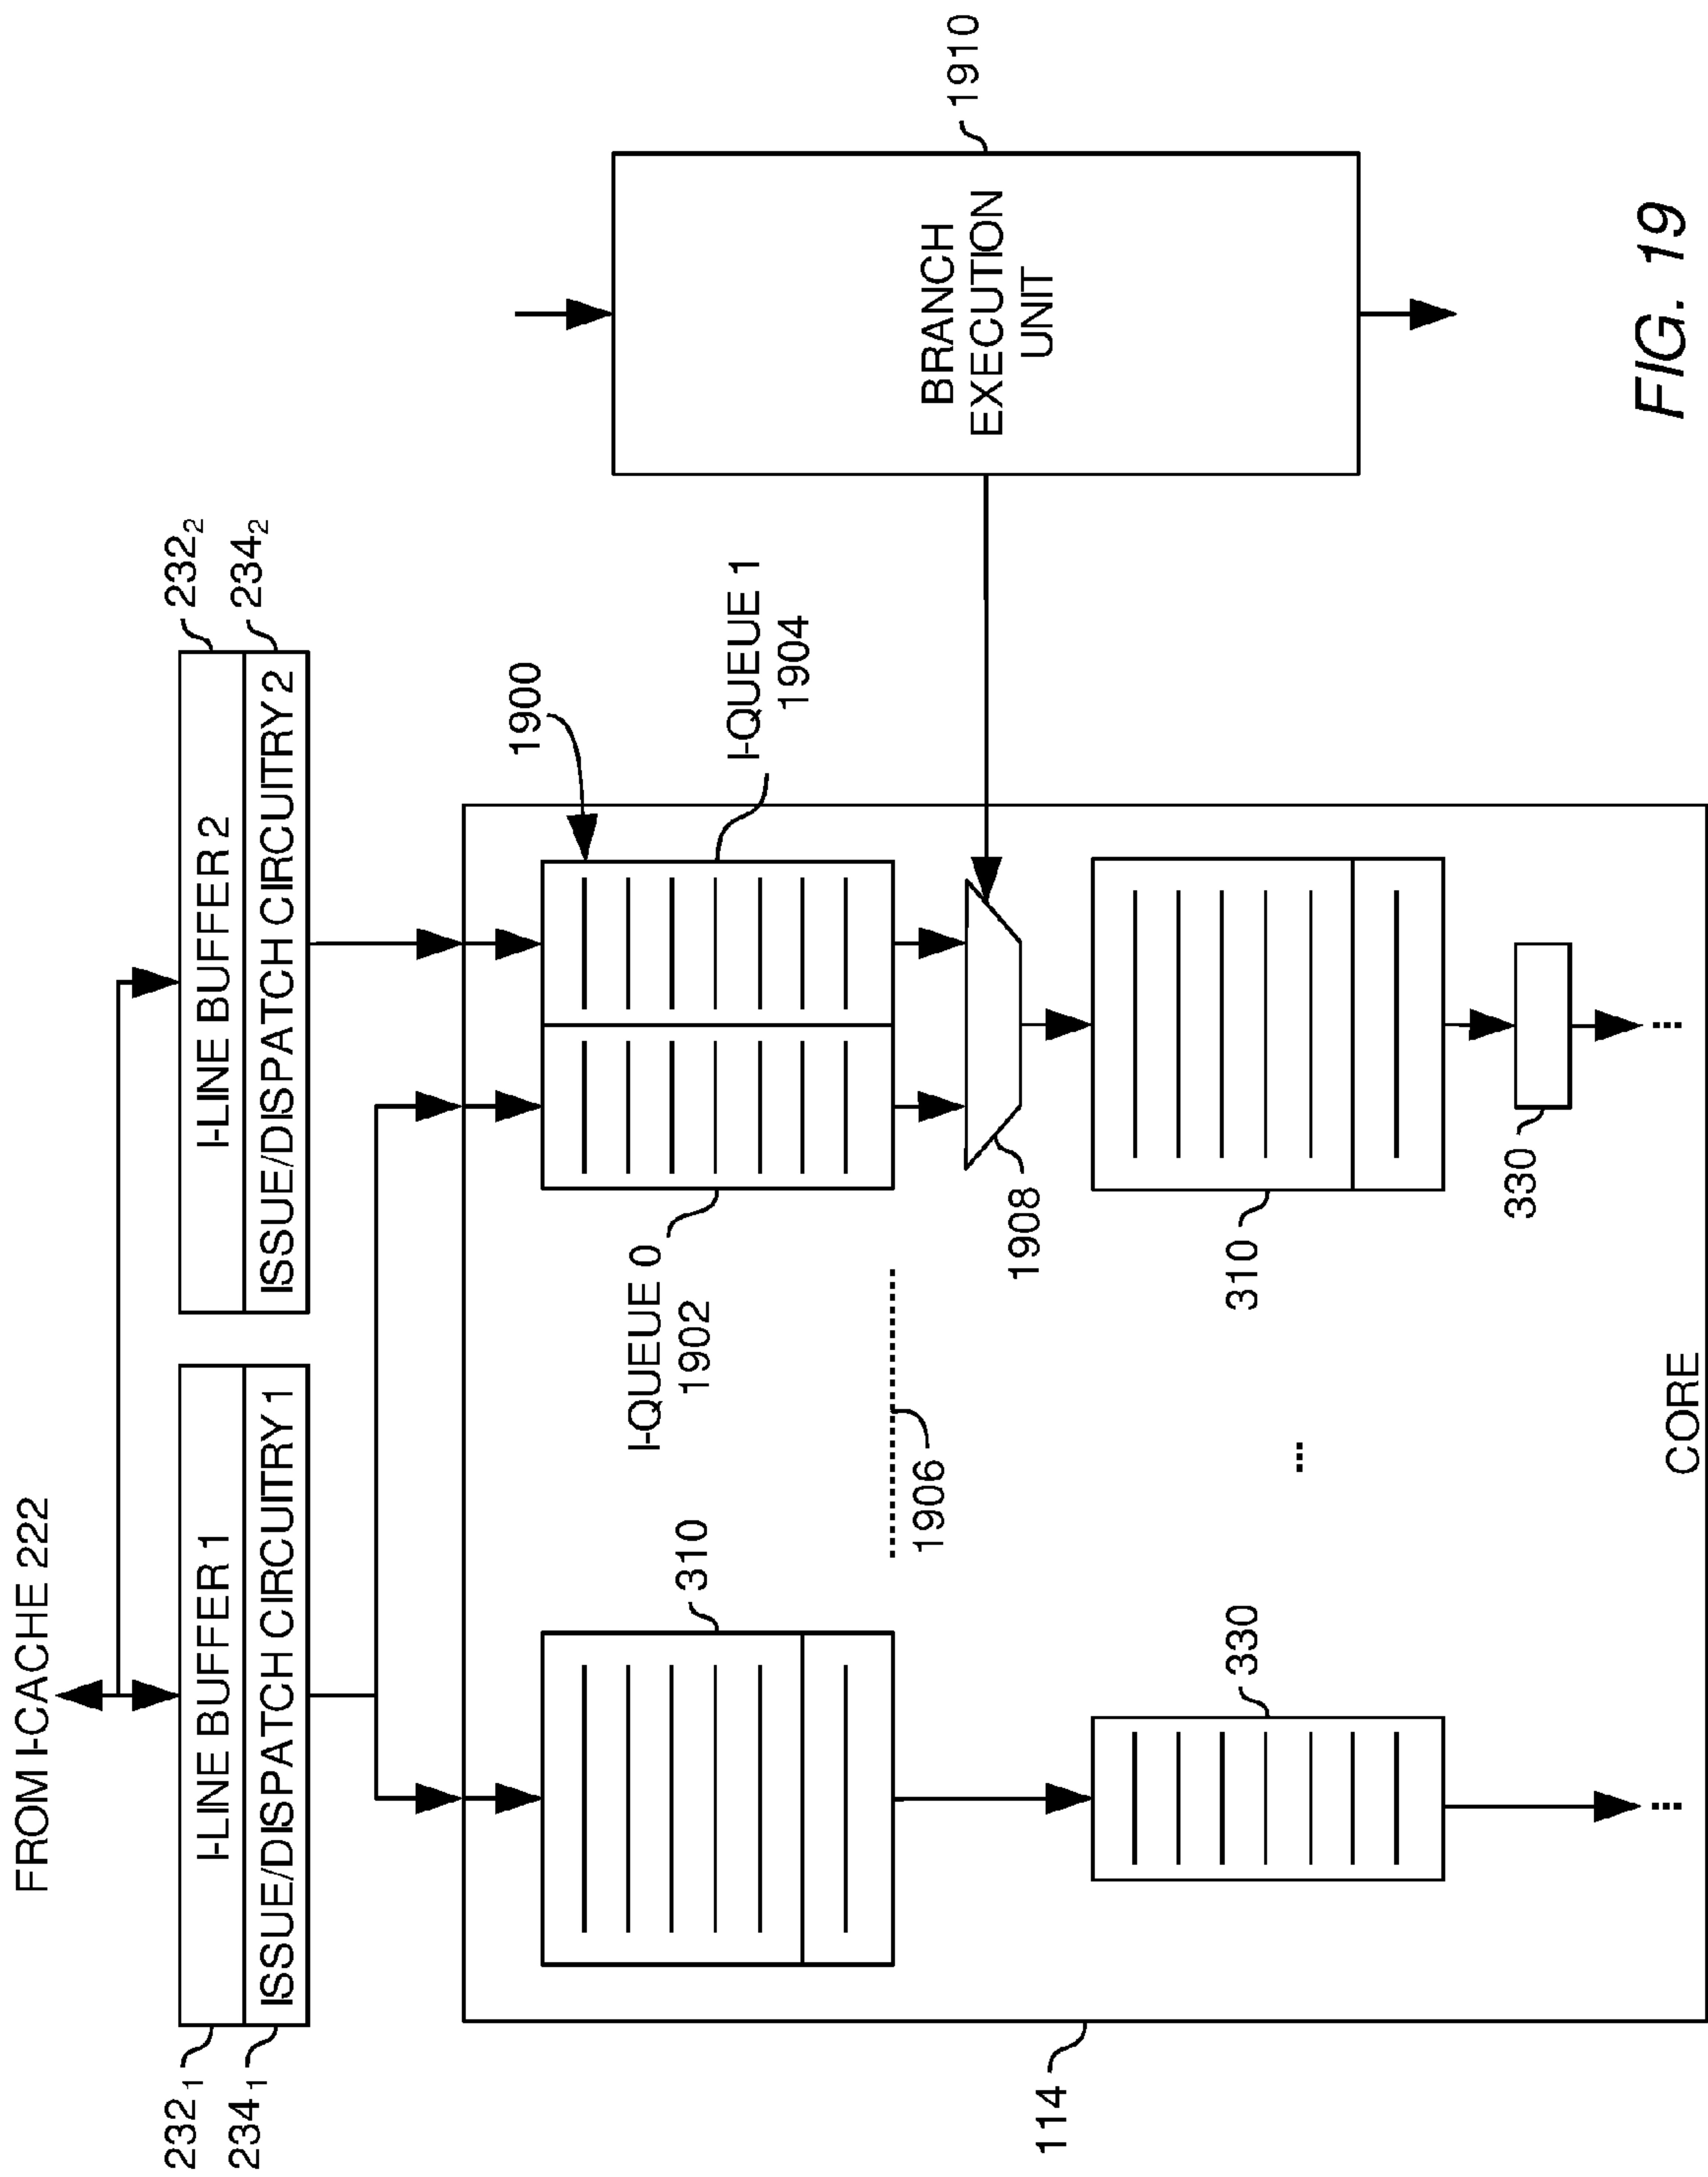 FROM I-CACHE 222
232₁
I-LINE BUFFER 1
234₁
ISSUE/DISPATCH CIRCUITRY 1
I-LINE BUFFER 2
232₂
ISSUE/DISPATCH CIRCUITRY 2
234₂
1900
310
I-QUEUE 0
1902
I-QUEUE 1
1904
1906
1908
BRANCH
EXECUTION
UNIT
1910
114
330
...
310
330
...
...
CORE
FIG. 19